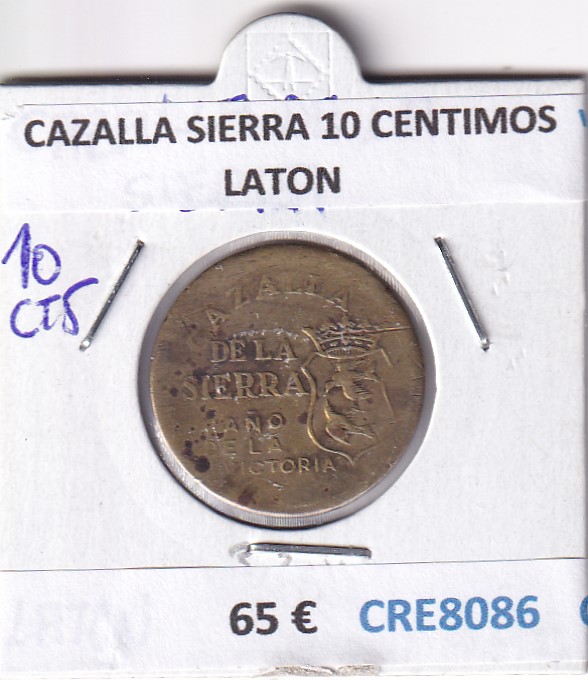 CAZALLA SIERRA 10 CENTIMOS
LATON
10
CTS
CAZALLA
DE LA
SIERRA
AÑO
DE LA
VICTORIA
65 € CRE8086